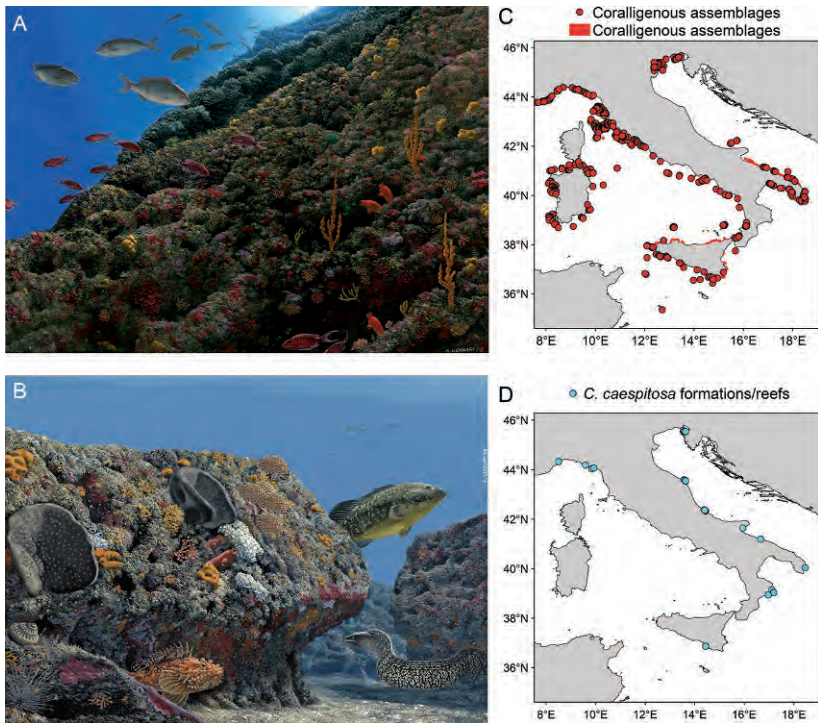 A
B
C
Coralligenous assemblages
Coralligenous assemblages
46°N
44°N
42°N
40°N
38°N
36°N
8°E 10°E 12°E 14°E 16°E 18°E
D
C. caespitosa formations/reefs
46°N
44°N
42°N
40°N
38°N
36°N
8°E 10°E 12°E 14°E 16°E 18°E